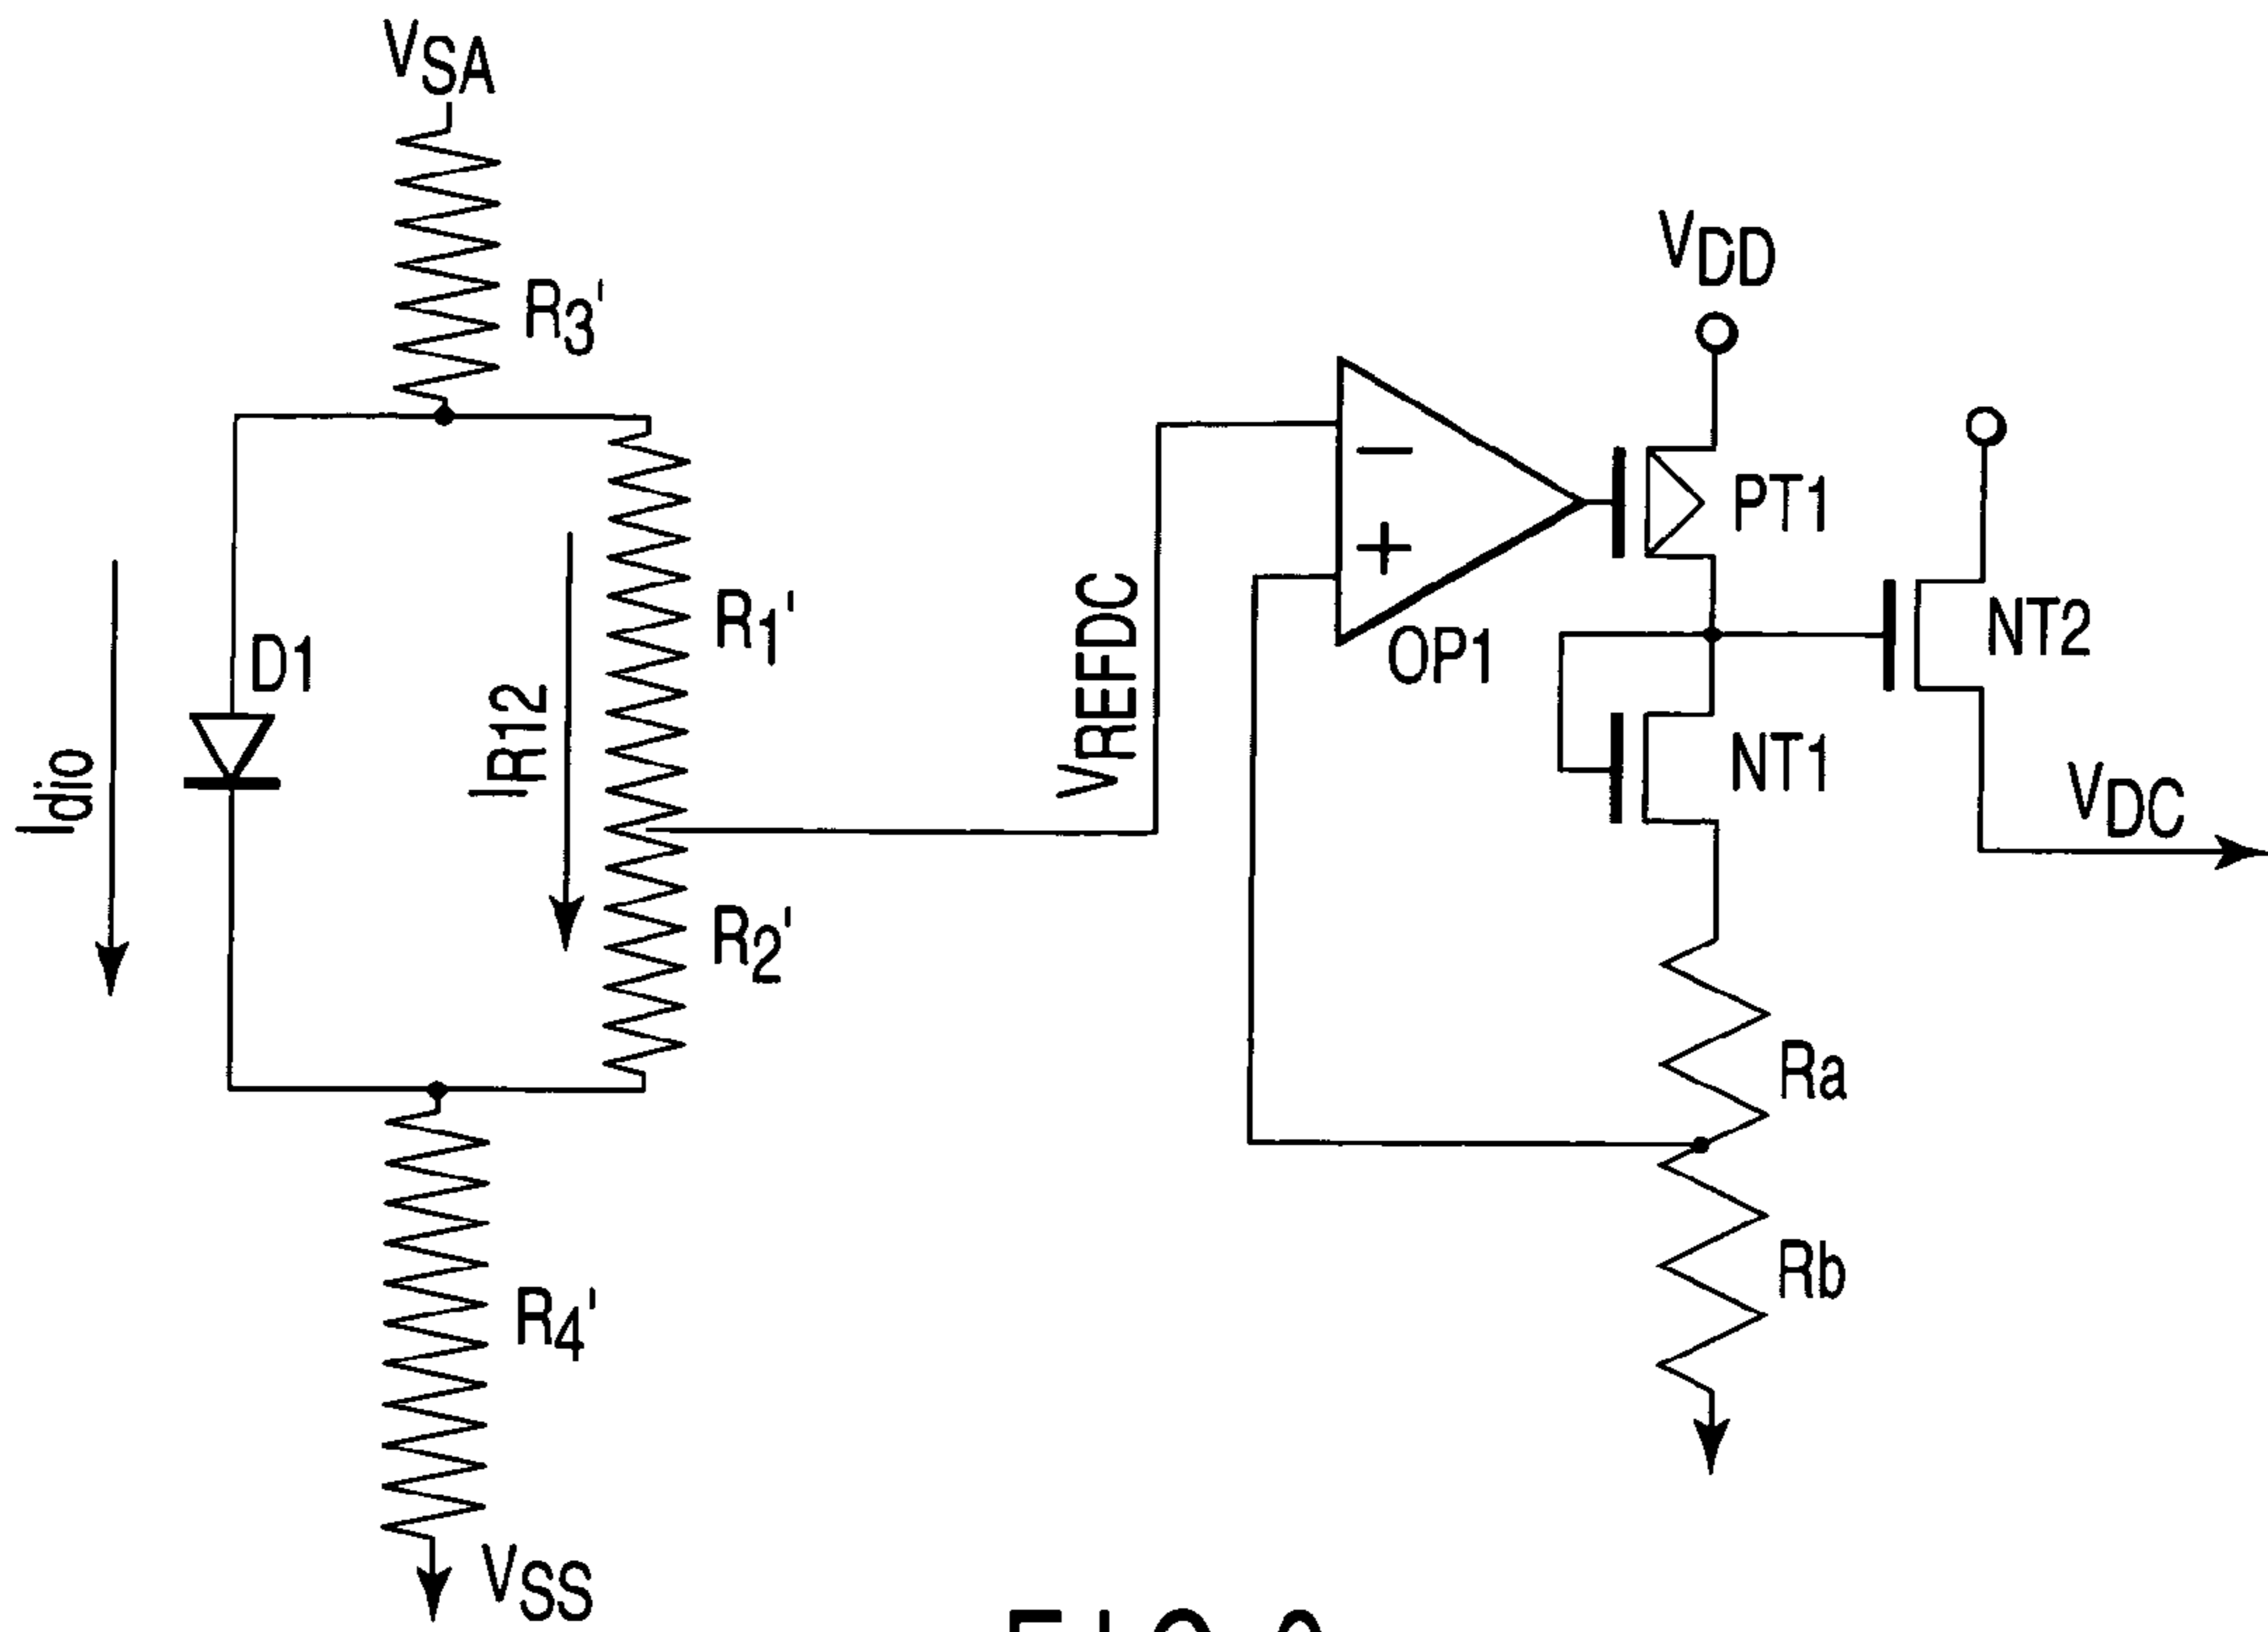 VSA
R3'
VDD
PT1
NT2
R1'
D1
OP1
VREFDC
IR12
Idio
NT1
VDC
R2'
Ra
Rb
R4'
VSS